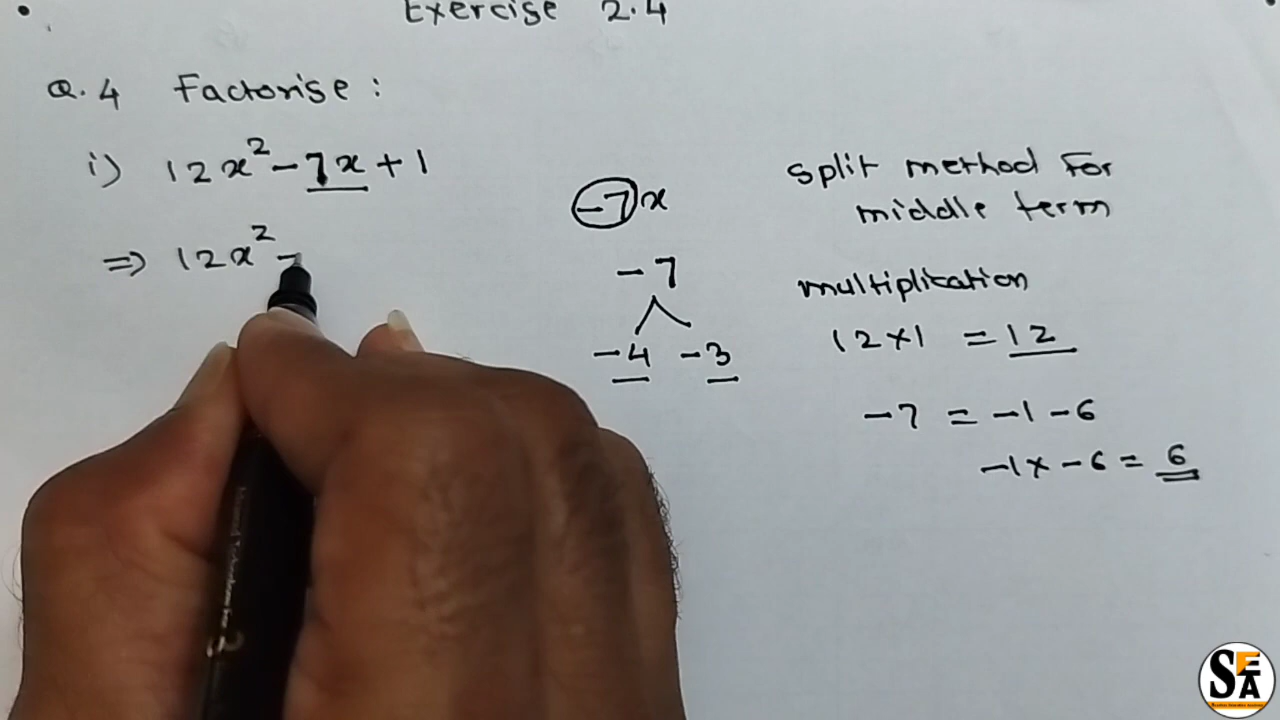 Exercise 2.4
Q.4 Factorise :
i) 12x² - 7x + 1
⇒ 12x² -
-7x
-7
-4 -3
split method for
middle term
multiplication
12×1 = 12
-7 = -1 -6
-1× -6 = 6
SEA